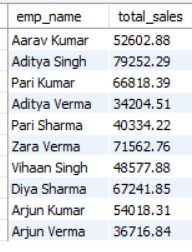 emp_name total_sales
Aarav Kumar 52602.88
Aditya Singh 79252.29
Pari Kumar 66818.39
Aditya Verma 34204.51
Pari Sharma 40334.22
Zara Verma 71562.76
Vihaan Singh 48577.88
Diya Sharma 67241.85
Arjun Kumar 54018.31
Arjun Verma 36716.84